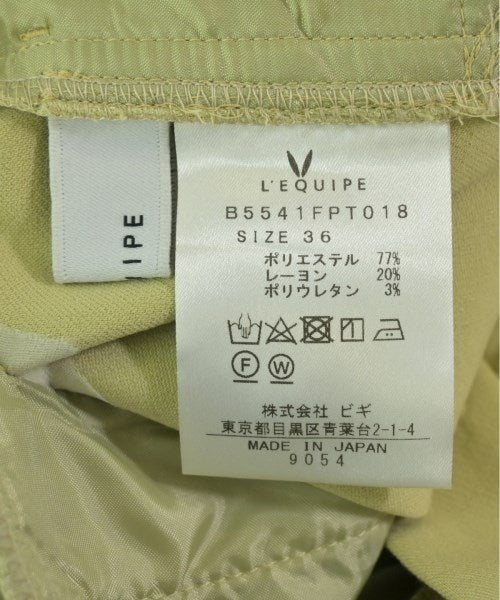 L'EQUIPE
B5541FPT018
SIZE 36
ポリエステル 77%
レーヨン 20%
ポリウレタン 3%
F W
株式会社 ビギ
東京都目黒区青葉台2-1-4
MADE IN JAPAN
9054
IPE